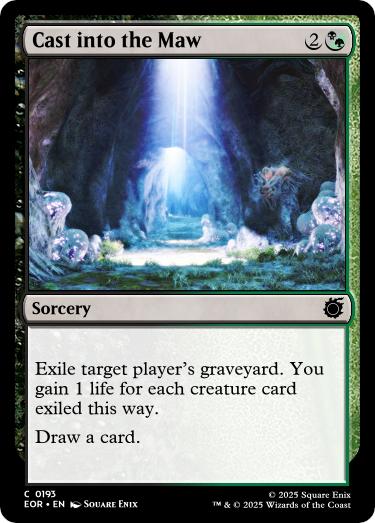 Cast into the Maw 2
Sorcery
Exile target player's graveyard. You
gain 1 life for each creature card
exiled this way.
Draw a card.
C 0193
EOR • EN Square Enix
© 2025 Square Enix
™ & © 2025 Wizards of the Coast